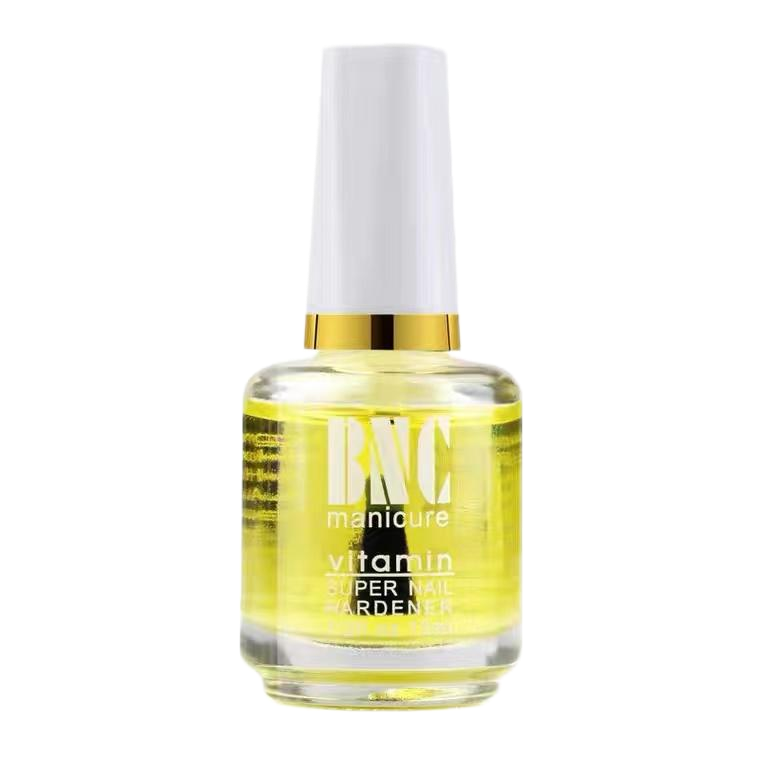 BNC
manicure
vitamin
SUPER NAIL
HARDENER